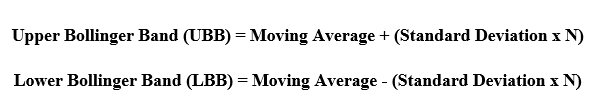 Upper Bollinger Band (UBB) = Moving Average + (Standard Deviation x N)
Lower Bollinger Band (LBB) = Moving Average - (Standard Deviation x N)